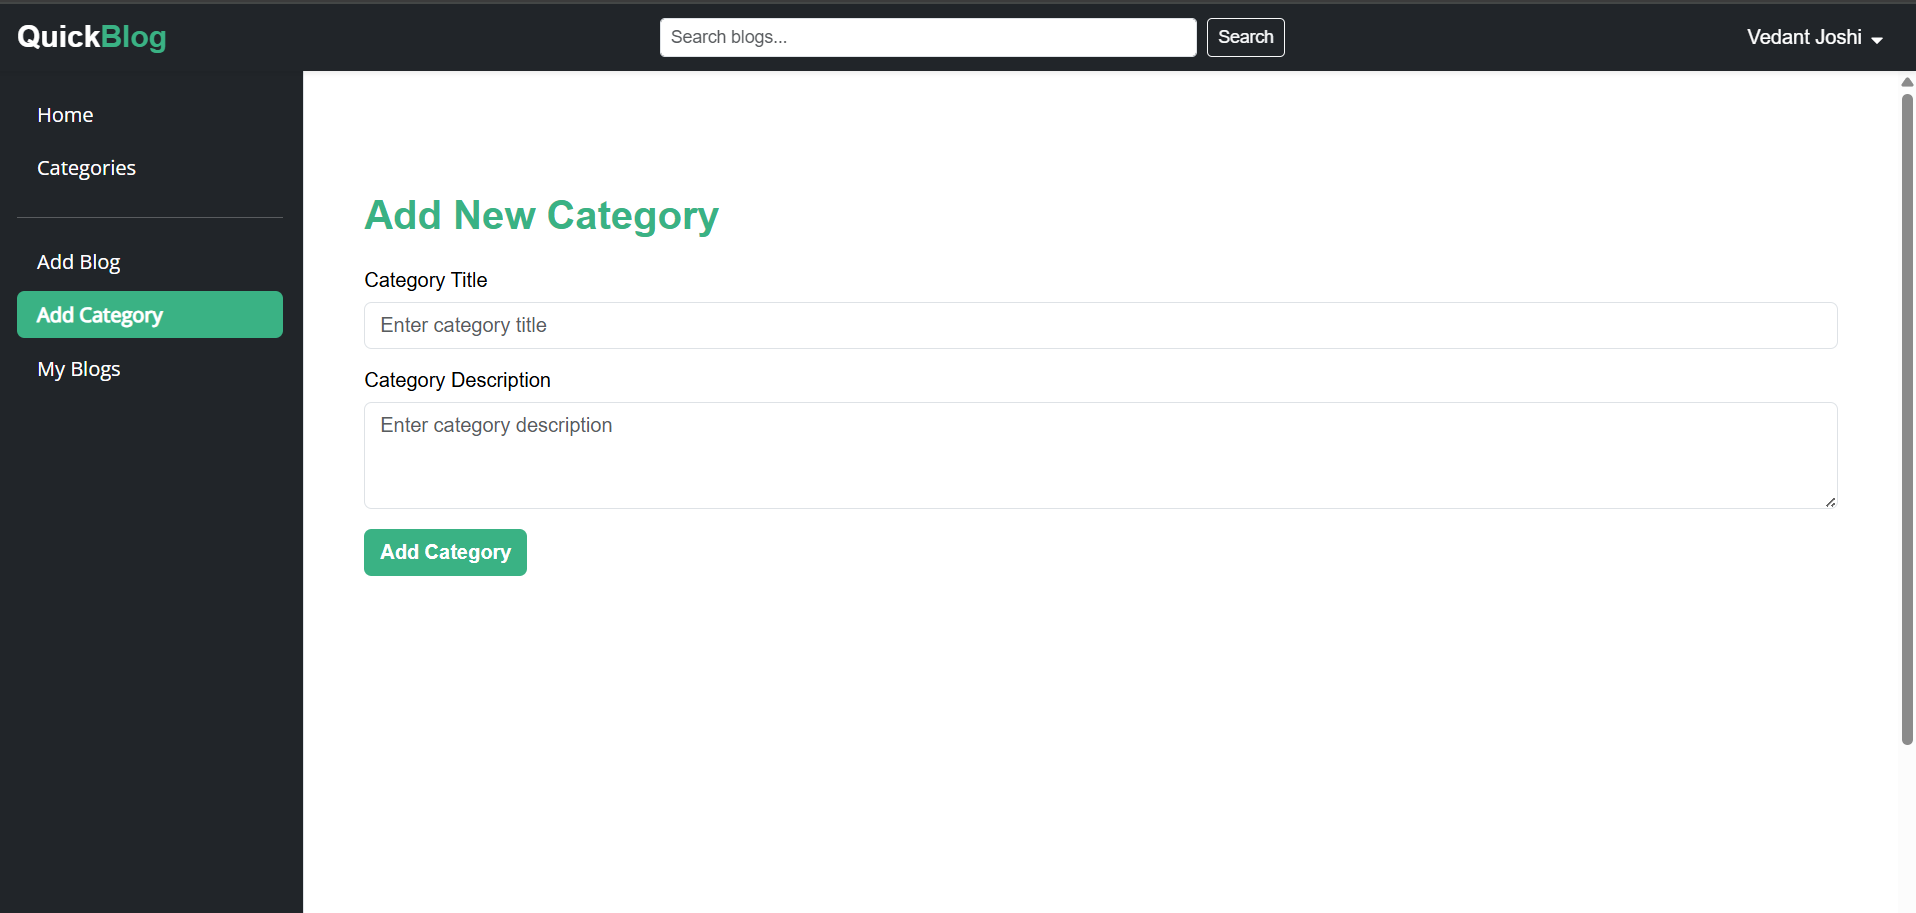 QuickBlog
Search blogs...
Search
Vedant Joshi
Home
Categories
Add Blog
Add Category
My Blogs
Add New Category
Category Title
Enter category title
Category Description
Enter category description
Add Category